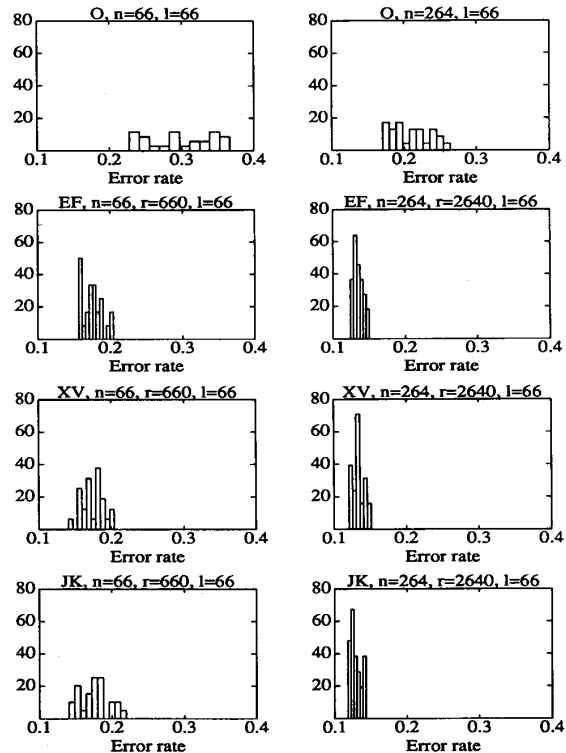 O, n=66, l=66
80
60
40
20
0.1 0.2 0.3 0.4
Error rate
O, n=264, l=66
80
60
40
20
0.1 0.2 0.3 0.4
Error rate
EF, n=66, r=660, l=66
80
60
40
20
0.1 0.2 0.3 0.4
Error rate
EF, n=264, r=2640, l=66
80
60
40
20
0.1 0.2 0.3 0.4
Error rate
XV, n=66, r=660, l=66
80
60
40
20
0.1 0.2 0.3 0.4
Error rate
XV, n=264, r=2640, l=66
80
60
40
20
0.1 0.2 0.3 0.4
Error rate
JK, n=66, r=660, l=66
80
60
40
20
0.1 0.2 0.3 0.4
Error rate
JK, n=264, r=2640, l=66
80
60
40
20
0.1 0.2 0.3 0.4
Error rate